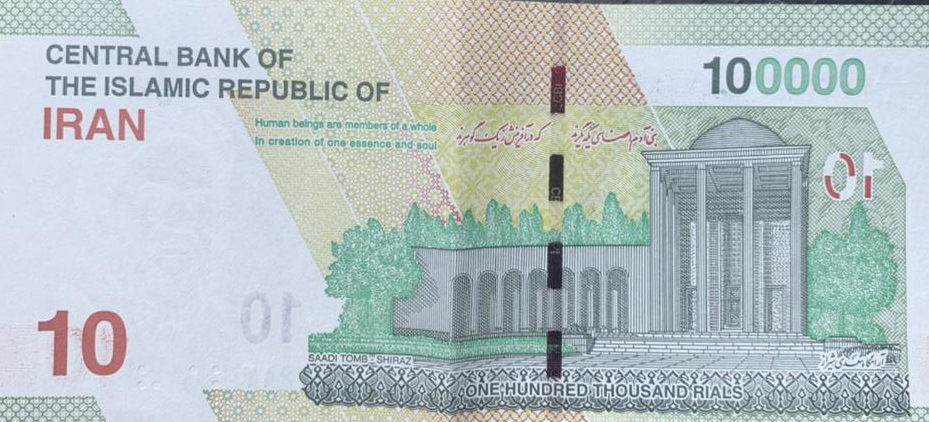 CENTRAL BANK OF
THE ISLAMIC REPUBLIC OF
IRAN
100000
Human beings are members of a whole
In creation of one essence and soul
بنی آدم اعضای یکدیگرند که در آفرینش ز یک گوهرند
10
CBI
10
10
SAADI TOMB - SHIRAZ
ONE HUNDRED THOUSAND RIALS